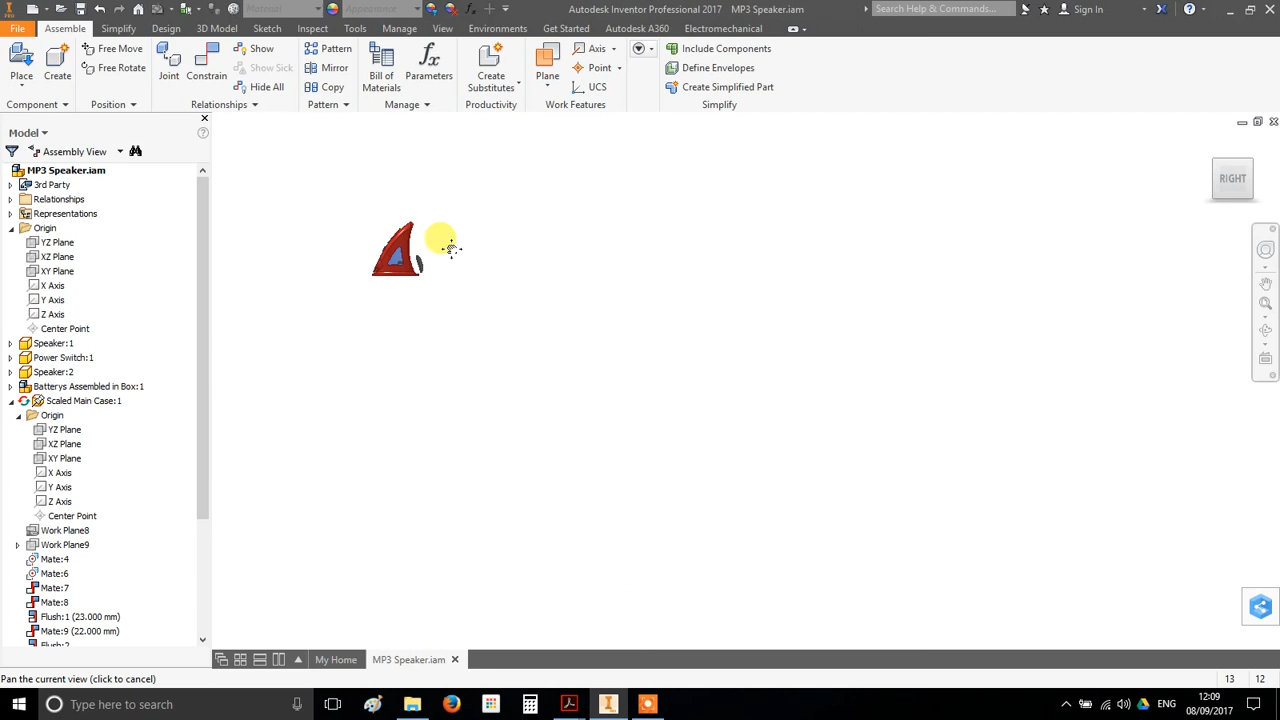 Material
Appearance
Autodesk Inventor Professional 2017 MP3 Speaker.iam
Search Help & Commands...
Sign In
File
Assemble
Simplify
Design
3D Model
Sketch
Inspect
Tools
Manage
View
Environments
Get Started
Autodesk A360
Electromechanical
Place
Create
Free Move
Free Rotate
Component
Position
Joint
Constrain
Show
Show Sick
Hide All
Relationships
Pattern
Mirror
Copy
Pattern
Bill of
Materials
fx
Parameters
Manage
Create
Substitutes
Productivity
Plane
Axis
Point
UCS
Work Features
Include Components
Define Envelopes
Create Simplified Part
Simplify
Model
Assembly View
MP3 Speaker.iam
3rd Party
Relationships
Representations
Origin
YZ Plane
XZ Plane
XY Plane
X Axis
Y Axis
Z Axis
Center Point
Speaker:1
Power Switch:1
Speaker:2
Batterys Assembled in Box:1
Scaled Main Case:1
Origin
YZ Plane
XZ Plane
XY Plane
X Axis
Y Axis
Z Axis
Center Point
Work Plane8
Work Plane9
Mate:4
Mate:6
Mate:7
Mate:8
Flush:1 (23.000 mm)
Mate:9 (22.000 mm)
Flush:2
RIGHT
My Home
MP3 Speaker.iam
Pan the current view (click to cancel)
13 12
Type here to search
ENG
12:09
08/09/2017